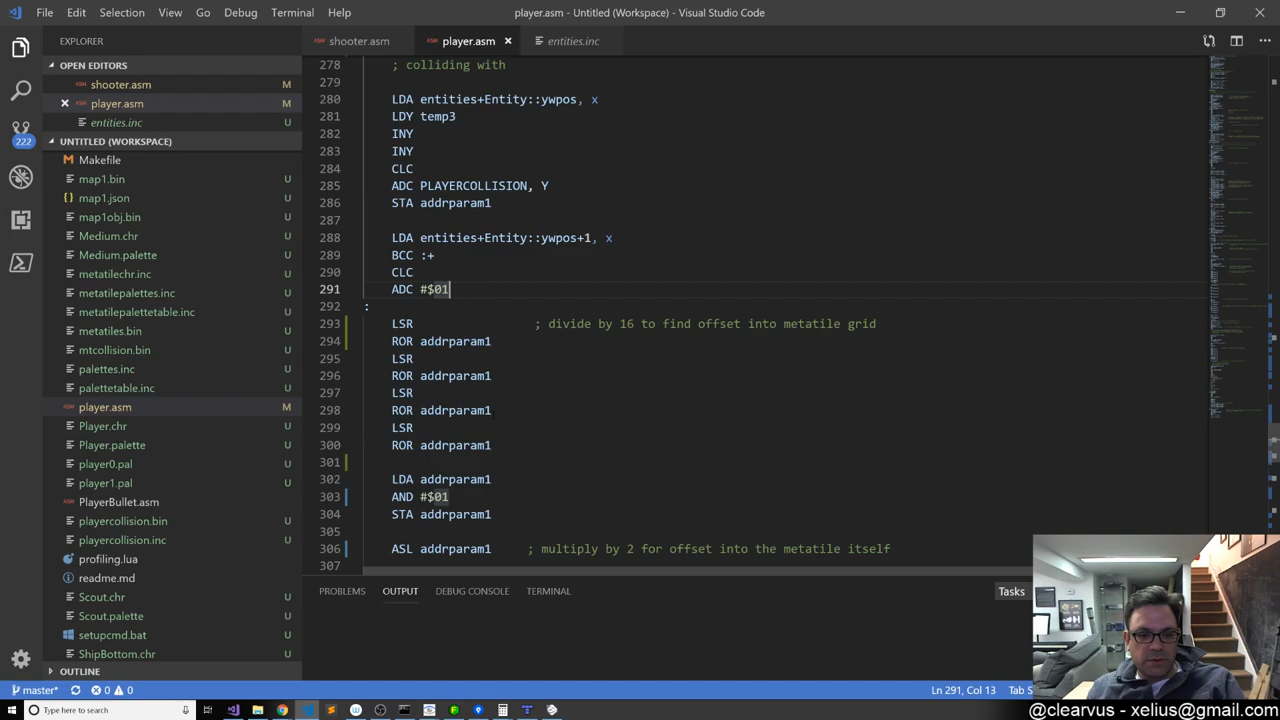 File Edit Selection View Go Debug Terminal Help
player.asm - Untitled (Workspace) - Visual Studio Code
EXPLORER
OPEN EDITORS
ASM shooter.asm M
ASM player.asm M
entities.inc U
UNTITLED (WORKSPACE)
222
Makefile
map1.bin U
map1.json U
map1obj.bin U
Medium.chr U
Medium.palette U
metatilechr.inc U
metatilepalettes.inc U
metatilepalettetable.inc U
metatiles.bin U
mtcollision.bin U
palettes.inc U
palettetable.inc U
ASM player.asm M
Player.chr U
Player.palette U
player0.pal U
player1.pal U
ASM PlayerBullet.asm U
playercollision.bin U
playercollision.inc U
profiling.lua U
readme.md U
Scout.chr U
Scout.palette U
setupcmd.bat U
ShipBottom.chr U
OUTLINE
ASM shooter.asm
ASM player.asm
entities.inc
278 ; colliding with
279
280 LDA entities+Entity::ywpos, x
281 LDY temp3
282 INY
283 INY
284 CLC
285 ADC PLAYERCOLLISION, Y
286 STA addrparam1
287
288 LDA entities+Entity::ywpos+1, x
289 BCC :+
290 CLC
291 ADC #$01
292 :
293 LSR ; divide by 16 to find offset into metatile grid
294 ROR addrparam1
295 LSR
296 ROR addrparam1
297 LSR
298 ROR addrparam1
299 LSR
300 ROR addrparam1
301
302 LDA addrparam1
303 AND #$01
304 STA addrparam1
305
306 ASL addrparam1 ; multiply by 2 for offset into the metatile itself
307
PROBLEMS OUTPUT DEBUG CONSOLE TERMINAL
Tasks
master* 0 0
Ln 291, Col 13 Tab S
Type here to search
@clearvus - xelius@gmail.com